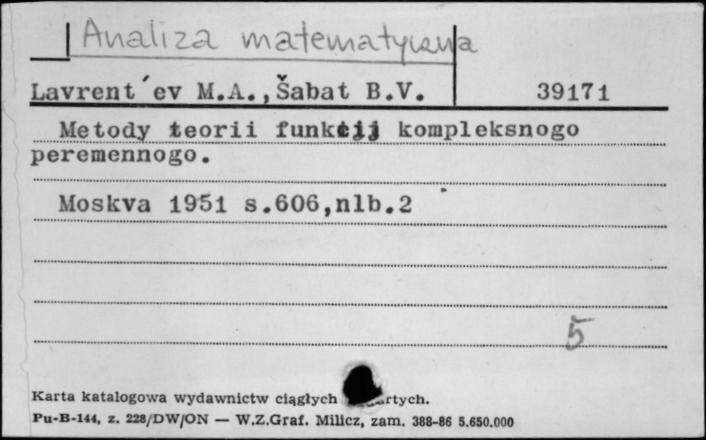 Analiza matematyczna
Lavrent´ev M.A.,Šabat B.V. 39171
Metody teorii funkcij kompleksnogo
peremennogo.
Moskva 1951 s.606,nlb.2
5
Karta katalogowa wydawnictw ciągłych
Pu-B-144, z. 228/DW/ON — W.Z.Graf. Milicz, zam. 388-86 5.650.000